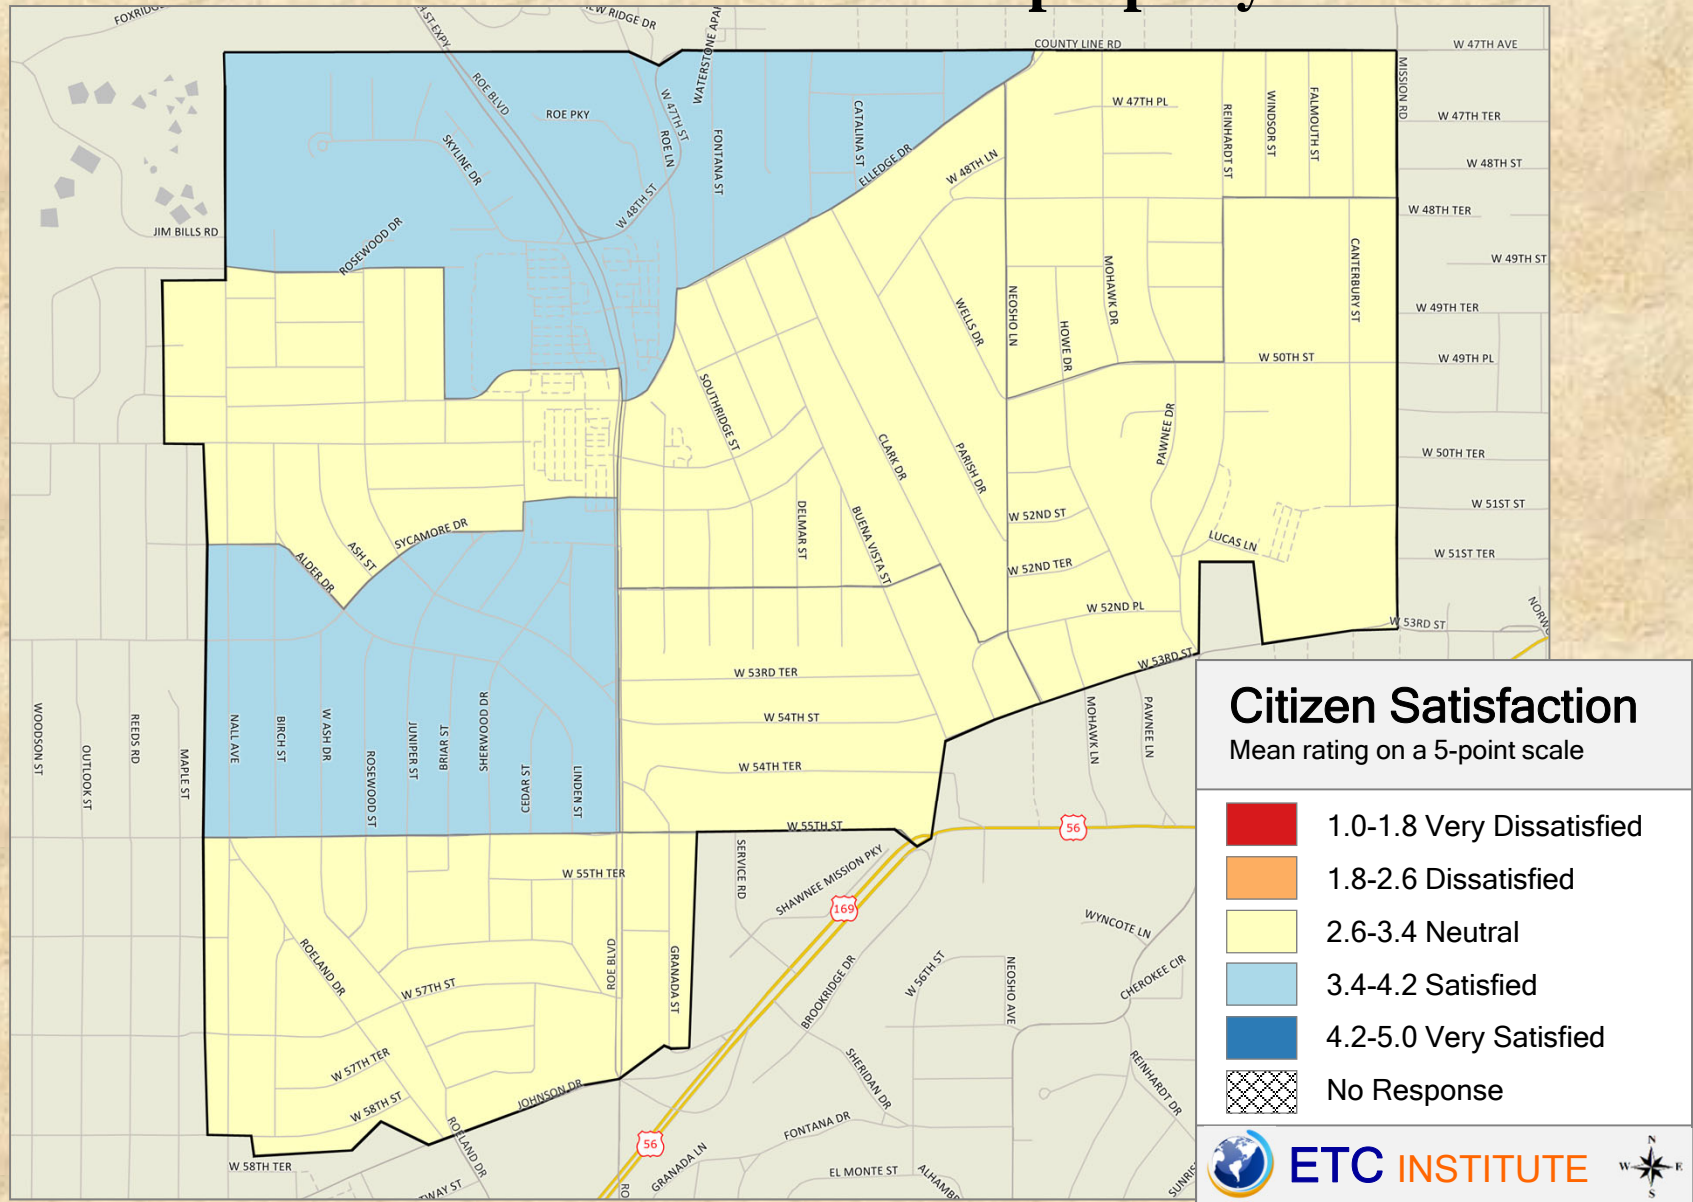 W 47TH AVE
COUNTY LINE RD
MISSION RD
ROE BLVD
ROE PKY
SKYLINE DR
W 47TH ST
ROE LN
FONTANA ST
CATALINA ST
ELLEDGE DR
W 48TH ST
W 48TH LN
W 47TH PL
REINHARDT ST
WINDSOR ST
FALMOUTH ST
W 47TH TER
W 48TH ST
W 48TH TER
W 49TH ST
W 49TH TER
W 49TH PL
W 50TH TER
W 51ST ST
W 51ST TER
W 53RD ST
JIM BILLS RD
ROSEWOOD DR
CANTERBURY ST
MOHAWK DR
NEOSHO LN
HOWE DR
WELLS DR
W 50TH ST
SOUTHRIDGE ST
CLARK DR
PARISH DR
PAWNEE DR
DELMAR ST
BUENA VISTA ST
W 52ND ST
W 52ND TER
LUCAS LN
W 52ND PL
W 53RD ST
SYCAMORE DR
ASH ST
ALDER DR
W 53RD TER
W 54TH ST
W 54TH TER
W 55TH ST
WOODSON ST
OUTLOOK ST
REEDS RD
MAPLE ST
NALL AVE
BIRCH ST
W ASH DR
ROSEWOOD ST
JUNIPER ST
BRIAR ST
SHERWOOD DR
CEDAR ST
LINDEN ST
MOHAWK LN
PAWNEE LN
56
W 55TH TER
SERVICE RD
SHAWNEE MISSION PKY
169
ROELAND DR
W 57TH ST
ROE BLVD
GRANADA ST
BROOKRIDGE DR
W 56TH ST
NEOSHO AVE
WYNCOTE LN
CHEROKEE CIR
W 57TH TER
W 58TH ST
JOHNSON DR
SHERIDAN DR
REINHARDT DR
FONTANA DR
56
GRANADA LN
EL MONTE ST
ROELAND DR
W 58TH TER
Citizen Satisfaction
Mean rating on a 5-point scale
1.0-1.8 Very Dissatisfied
1.8-2.6 Dissatisfied
2.6-3.4 Neutral
3.4-4.2 Satisfied
4.2-5.0 Very Satisfied
No Response
ETC INSTITUTE
N
W E
S